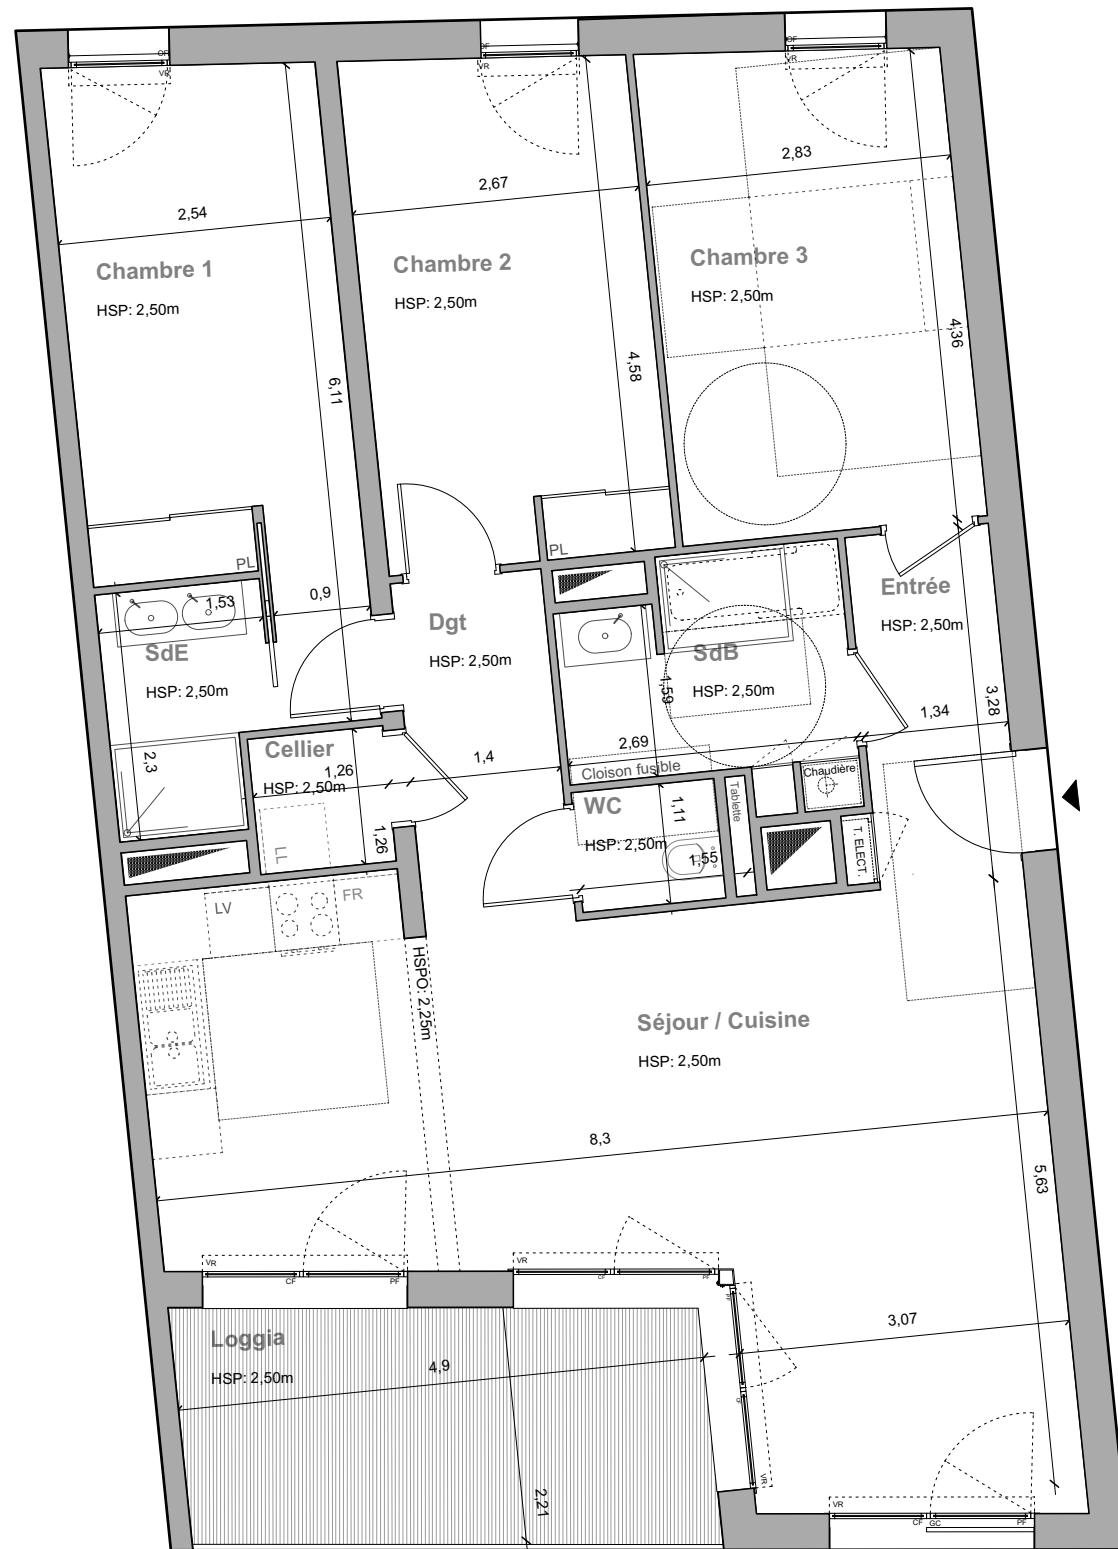 OF
VR
OF
VR
OF
VR
2,83
2,67
2,54
Chambre 1
HSP: 2,50m
Chambre 2
HSP: 2,50m
Chambre 3
HSP: 2,50m
6,11
4,58
4,36
PL
PL
1,53
0,9
SdE
HSP: 2,50m
Dgt
HSP: 2,50m
SdB
HSP: 2,50m
Entrée
HSP: 2,50m
1,59
3,28
1,34
2,3
Cellier
HSP: 2,50m
1,26
1,26
1,4
2,69
Cloison fusible
Tablette
Chaudière
T. ELECT.
WC
HSP: 2,50m
1,11
1,55
LL
LV
FR
HSPO: 2,25m
Séjour / Cuisine
HSP: 2,50m
8,3
5,63
VR
CF
PF
VR
CF
PF
PF
VR
3,07
Loggia
HSP: 2,50m
4,9
2,21
VR
CF
GC
PF